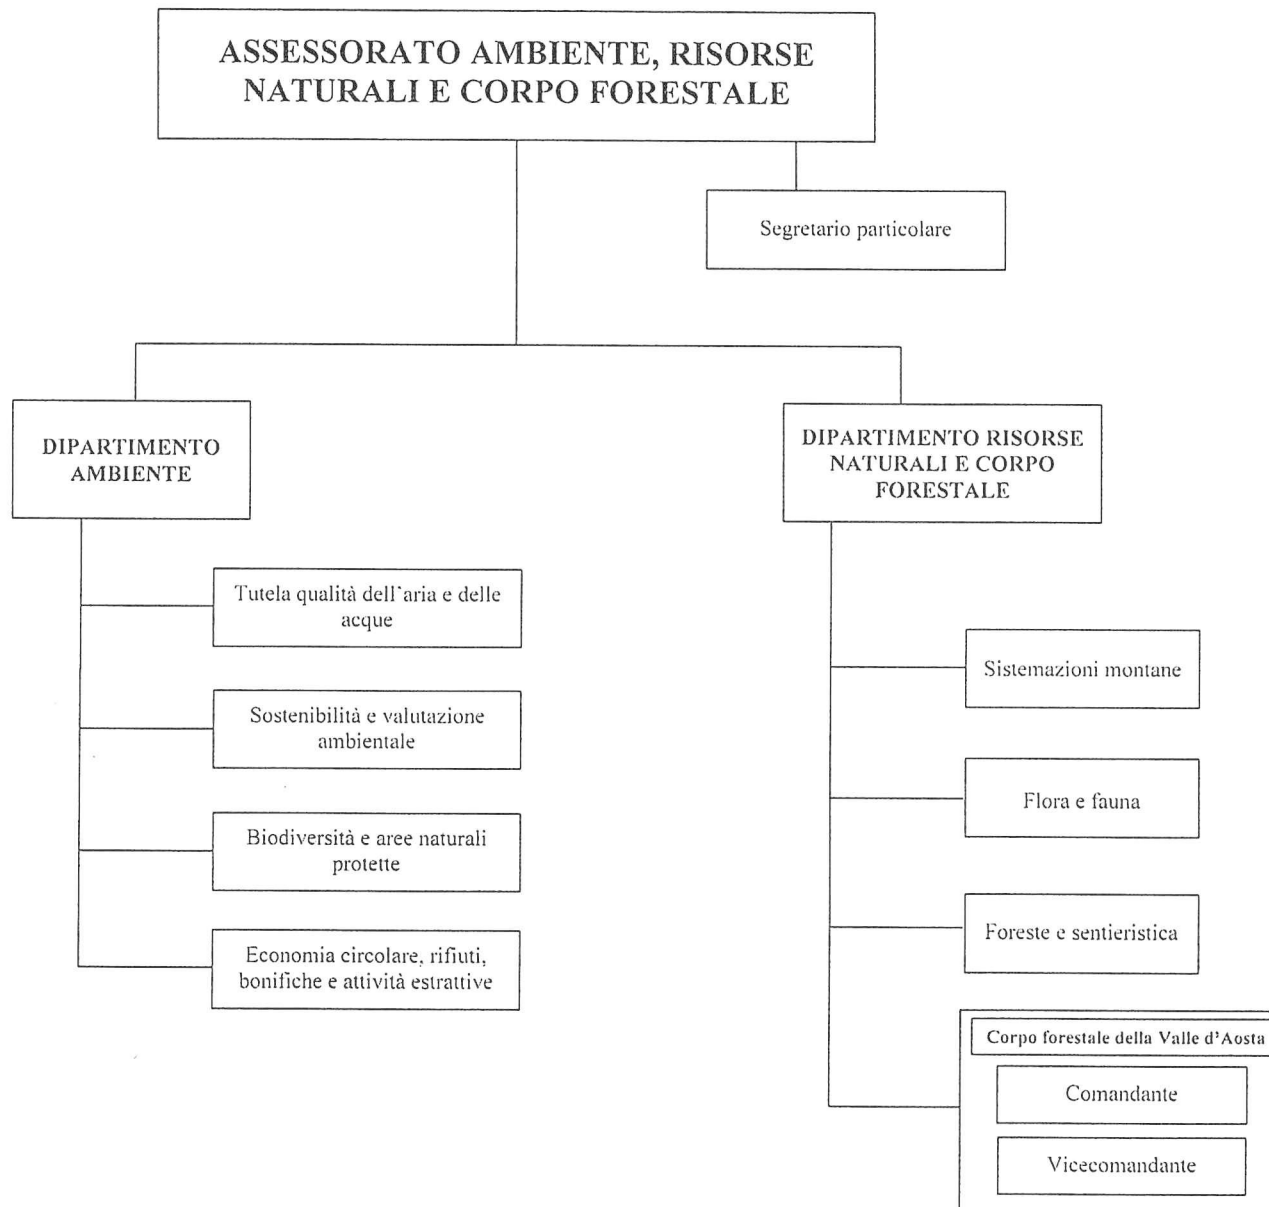 ASSESSORATO AMBIENTE, RISORSE
NATURALI E CORPO FORESTALE
Segretario particolare
DIPARTIMENTO
AMBIENTE
DIPARTIMENTO RISORSE
NATURALI E CORPO
FORESTALE
Tutela qualità dell'aria e delle
acque
Sostenibilità e valutazione
ambientale
Biodiversità e aree naturali
protette
Economia circolare, rifiuti,
bonifiche e attività estrattive
Sistemazioni montane
Flora e fauna
Foreste e sentieristica
Corpo forestale della Valle d'Aosta
Comandante
Vicecomandante